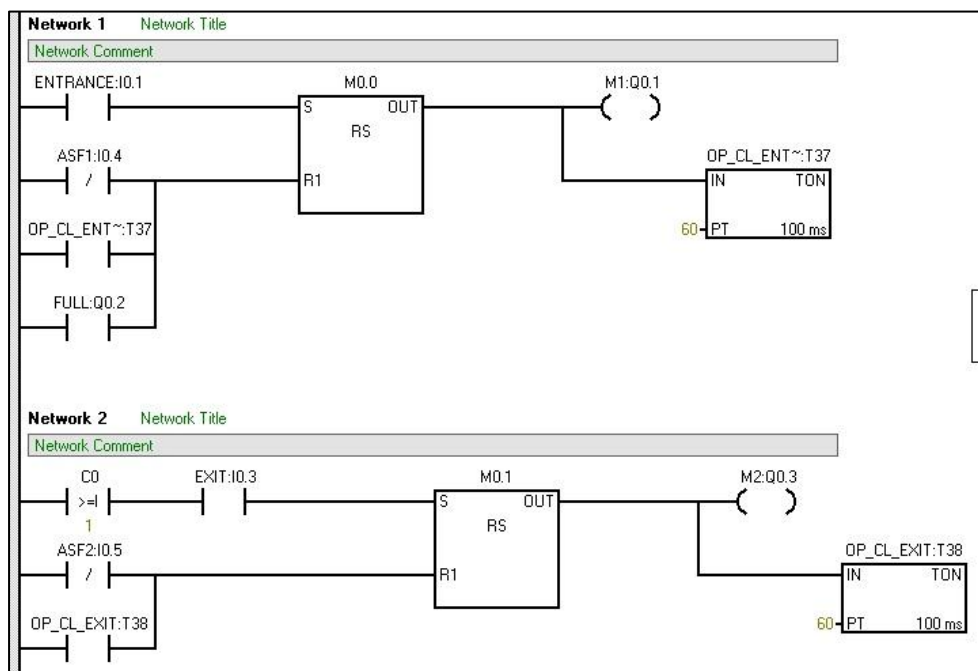 Network 1 Network Title
Network Comment
ENTRANCE:I0.1 M0.0 M1:Q0.1
S OUT
RS
ASF1:I0.4 OP_CL_ENT~:T37
/ R1 IN TON
OP_CL_ENT~:T37 60 PT 100 ms
FULL:Q0.2
Network 2 Network Title
Network Comment
C0 EXIT:I0.3 M0.1 M2:Q0.3
>=I S OUT
1 RS
ASF2:I0.5 OP_CL_EXIT:T38
/ R1 IN TON
OP_CL_EXIT:T38 60 PT 100 ms